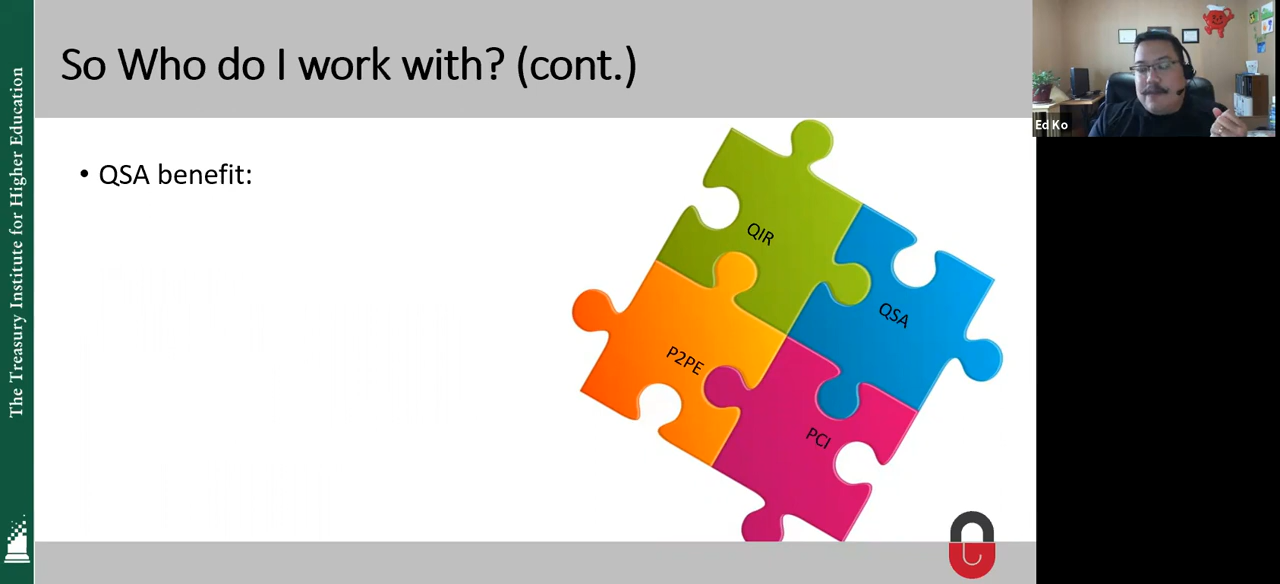 The Treasury Institute for Higher Education
So Who do I work with? (cont.)
• QSA benefit:
QIR
QSA
P2PE
PCI
Ed Ko